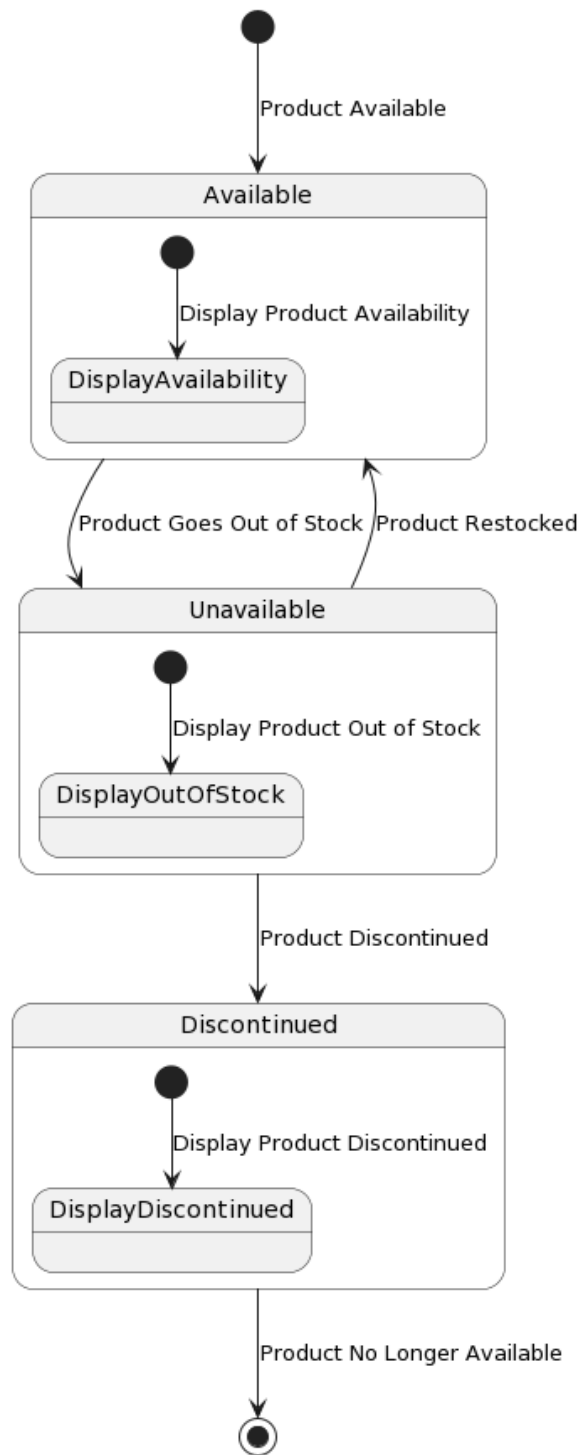 Product Available
Available
Display Product Availability
DisplayAvailability
Product Goes Out of Stock
Product Restocked
Unavailable
Display Product Out of Stock
DisplayOutOfStock
Product Discontinued
Discontinued
Display Product Discontinued
DisplayDiscontinued
Product No Longer Available